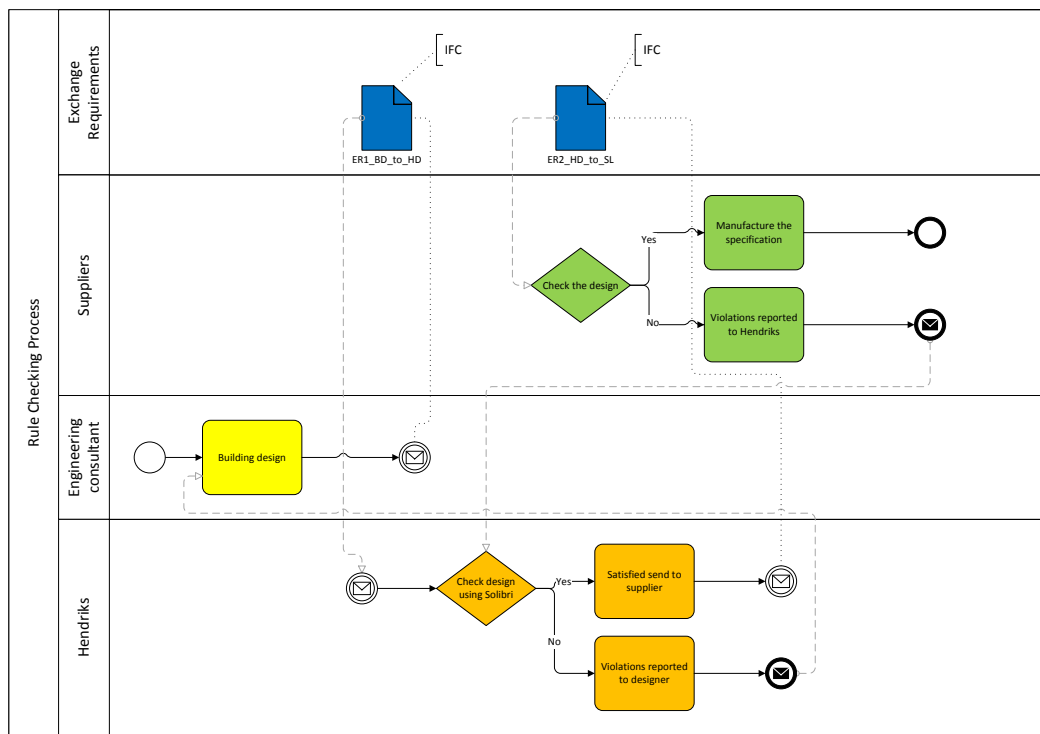 Rule Checking Process
Exchange
Requirements
IFC
IFC
ER1_BD_to_HD
ER2_HD_to_SL
Suppliers
Check the design
Yes
No
Manufacture the
specification
Violations reported
to Hendriks
Engineering
consultant
Building design
Hendriks
Check design
using Solibri
Yes
No
Satisfied send to
supplier
Violations reported
to designer